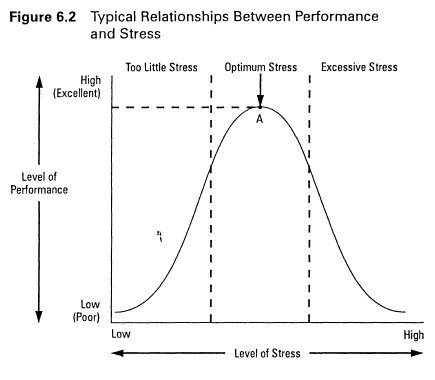 Figure 6.2 Typical Relationships Between Performance
and Stress
Too Little Stress Optimum Stress Excessive Stress
High
(Excellent)
A
Level of
Performance
Low
(Poor)
Low High
Level of Stress